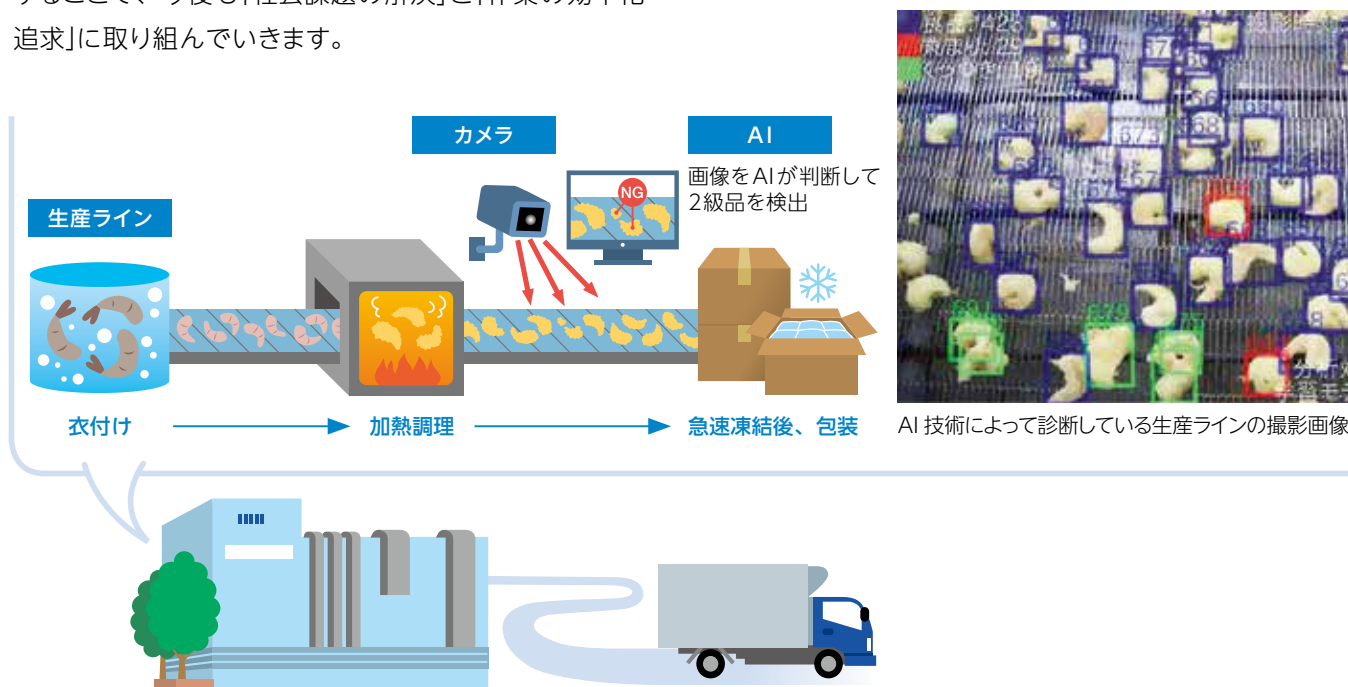 追求」に取り組んでいきます。
カメラ
AI
画像をAIが判断して
2級品を検出
NG
生産ライン
衣付け
加熱調理
急速凍結後、包装
AI 技術によって診断している生産ラインの撮影画像